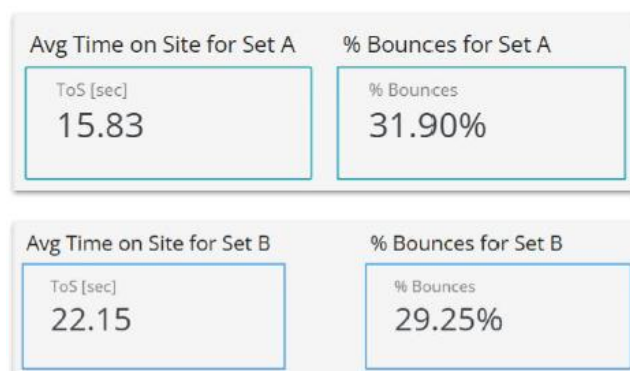 Avg Time on Site for Set A
% Bounces for Set A
ToS [sec]
% Bounces
15.83
31.90%
Avg Time on Site for Set B
% Bounces for Set B
ToS [sec]
% Bounces
22.15
29.25%